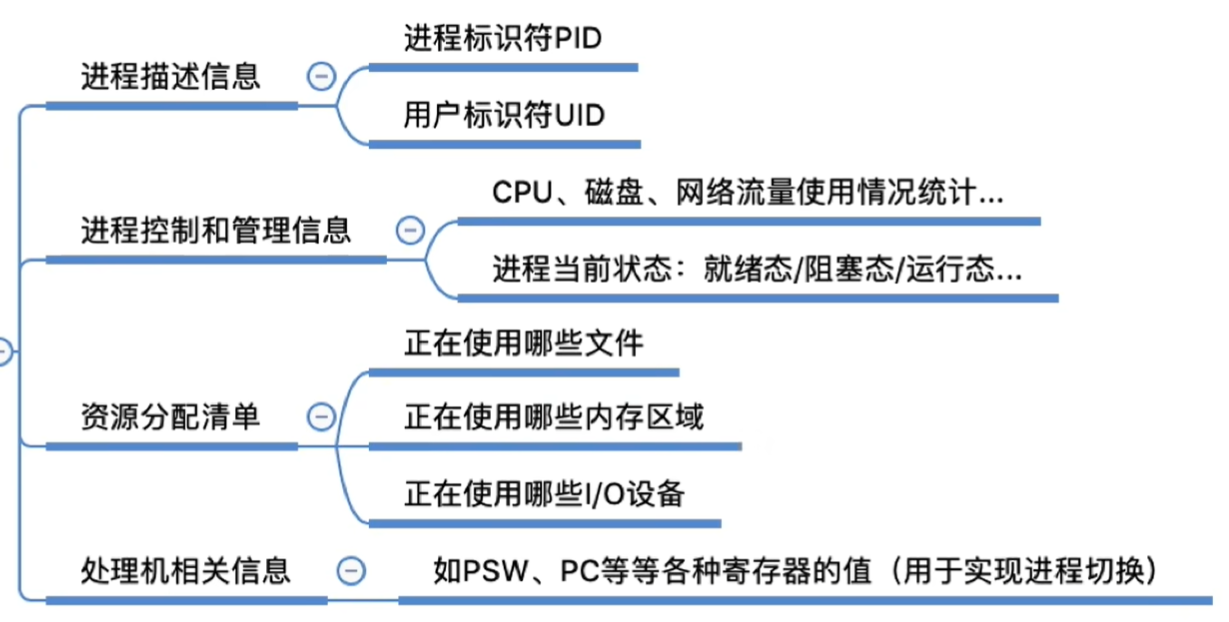 进程描述信息
进程标识符PID
用户标识符UID
进程控制和管理信息
CPU、磁盘、网络流量使用情况统计...
进程当前状态：就绪态/阻塞态/运行态...
资源分配清单
正在使用哪些文件
正在使用哪些内存区域
正在使用哪些I/O设备
处理机相关信息
如PSW、PC等等各种寄存器的值（用于实现进程切换）